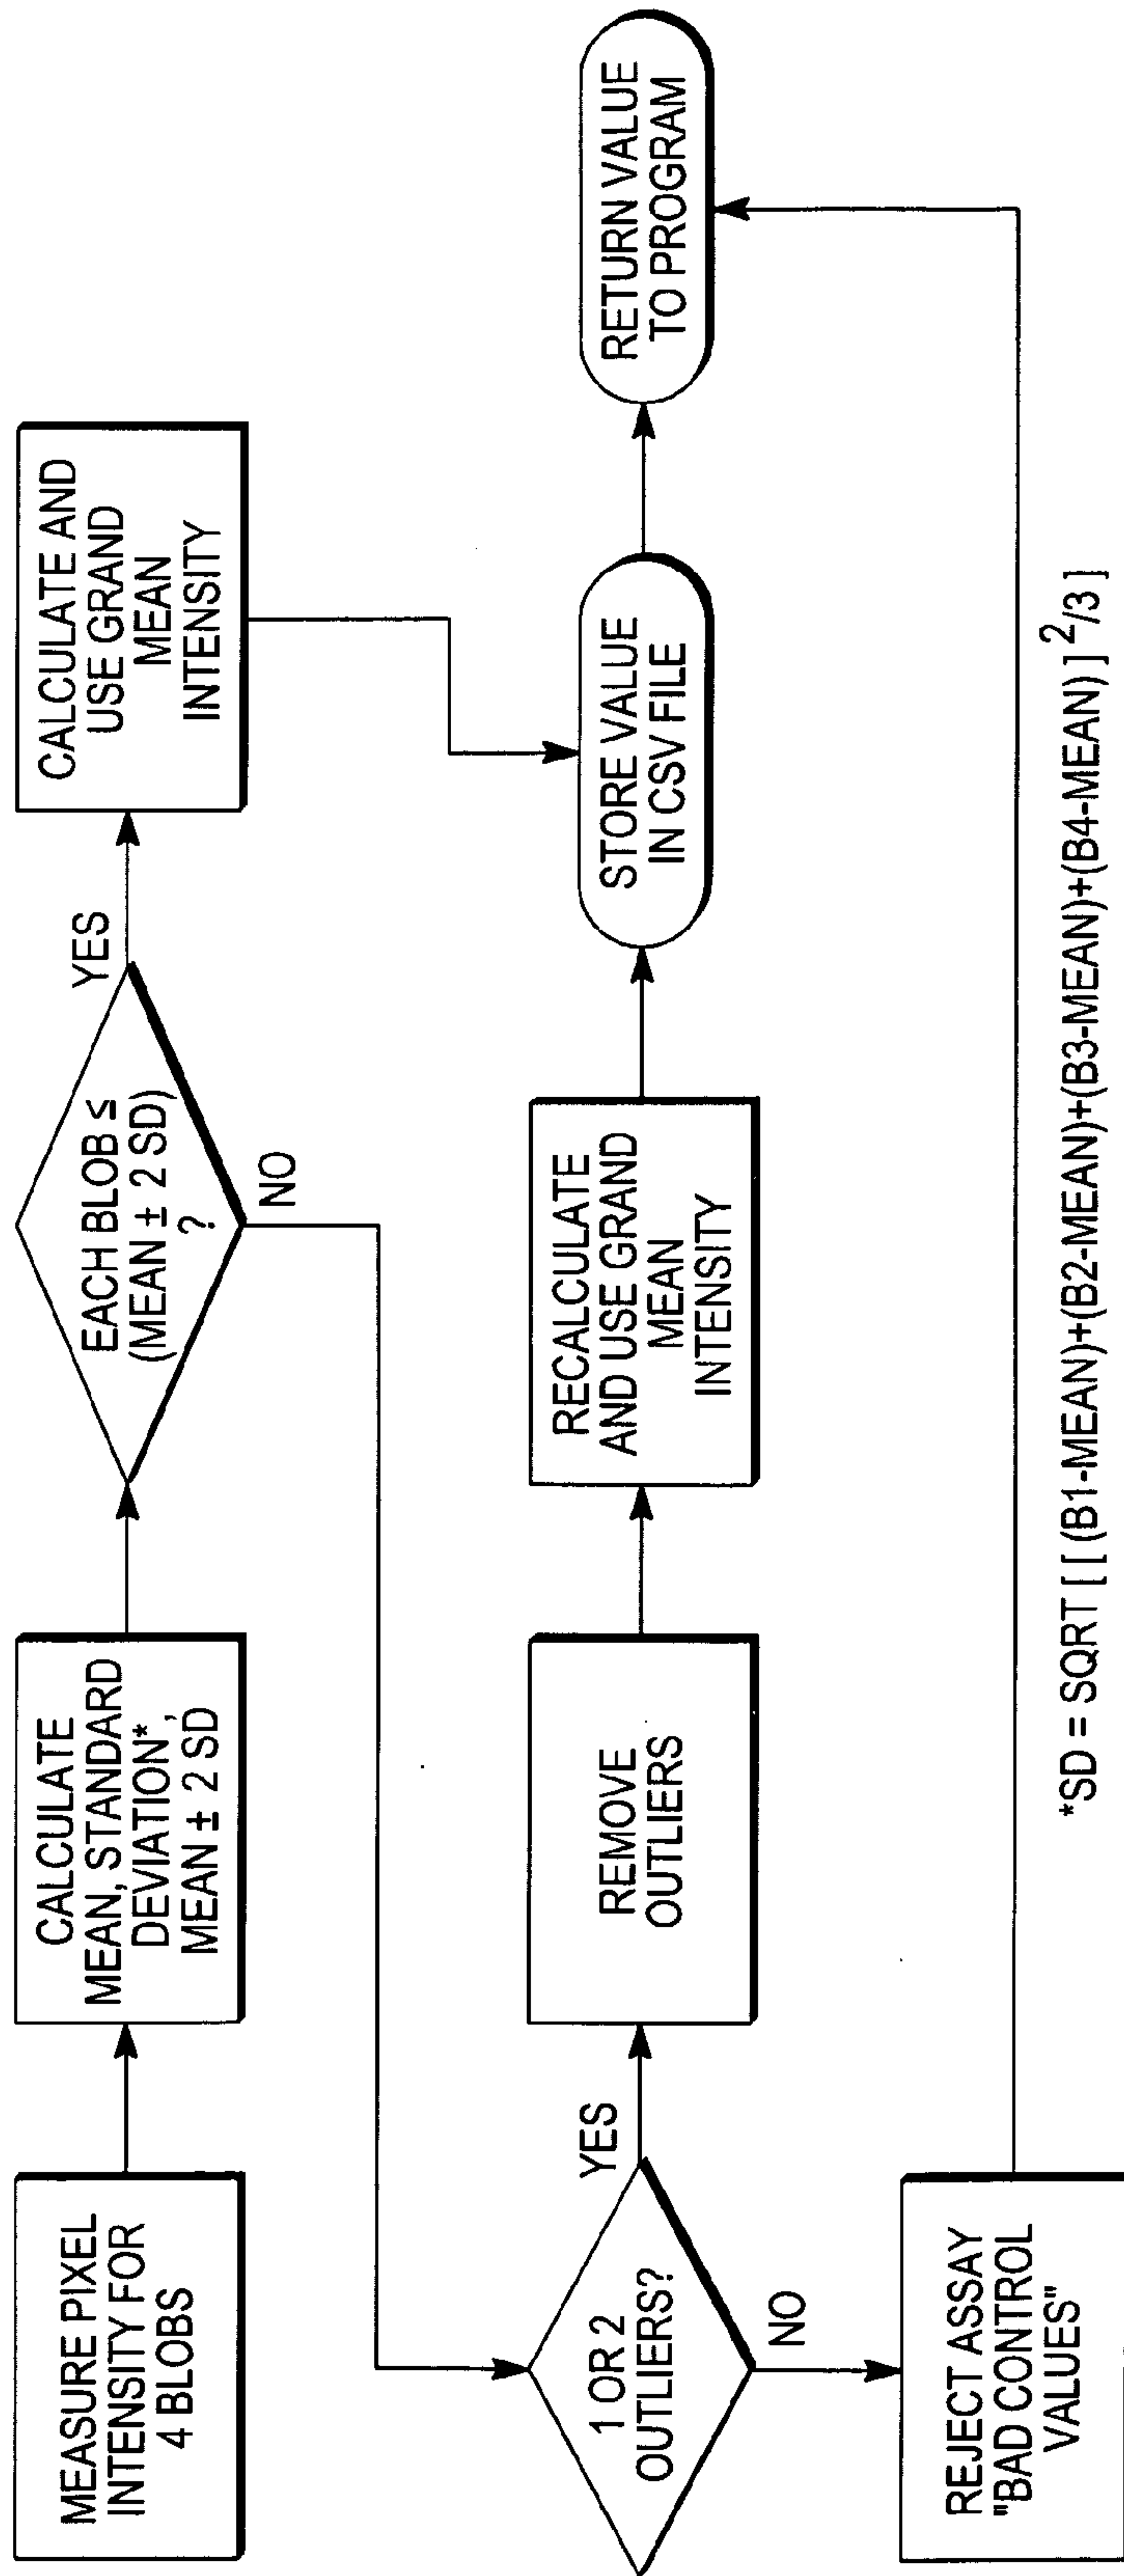 MEASURE PIXEL
INTENSITY FOR
4 BLOBS
CALCULATE
MEAN, STANDARD
DEVIATION*,
MEAN ± 2 SD
EACH BLOB ≤
(MEAN ± 2 SD)
?
YES
NO
CALCULATE AND
USE GRAND
MEAN
INTENSITY
1 OR 2
OUTLIERS?
YES
NO
REMOVE
OUTLIERS
RECALCULATE
AND USE GRAND
MEAN
INTENSITY
STORE VALUE
IN CSV FILE
RETURN VALUE
TO PROGRAM
REJECT ASSAY
"BAD CONTROL
VALUES"
*SD = SQRT [ [ (B1-MEAN)+(B2-MEAN)+(B3-MEAN)+(B4-MEAN) ] ²/3 ]